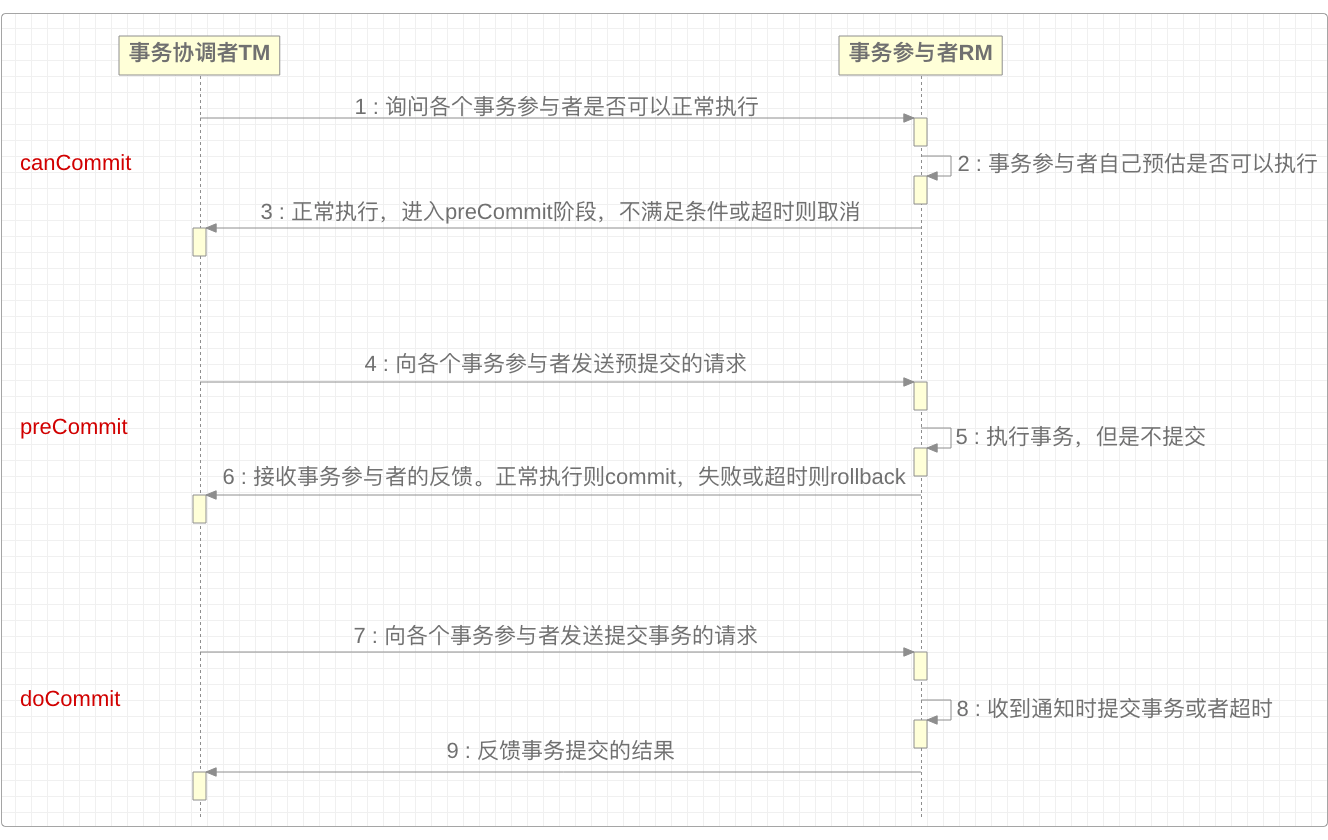 事务协调者TM
事务参与者RM
1 : 询问各个事务参与者是否可以正常执行
canCommit
2 : 事务参与者自己预估是否可以执行
3 : 正常执行，进入preCommit阶段，不满足条件或超时则取消
4 : 向各个事务参与者发送预提交的请求
preCommit
5 : 执行事务，但是不提交
6 : 接收事务参与者的反馈。正常执行则commit，失败或超时则rollback
7 : 向各个事务参与者发送提交事务的请求
doCommit
8 : 收到通知时提交事务或者超时
9 : 反馈事务提交的结果